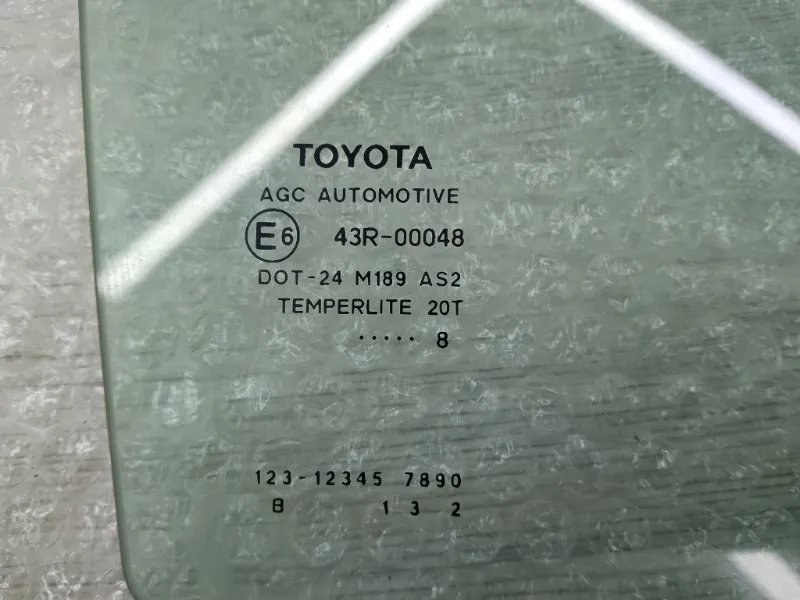 TOYOTA
AGC AUTOMOTIVE
E6 43R-00048
DOT-24 M189 AS2
TEMPERLITE 20T
..... 8
123-12345 7890
8 1 3 2